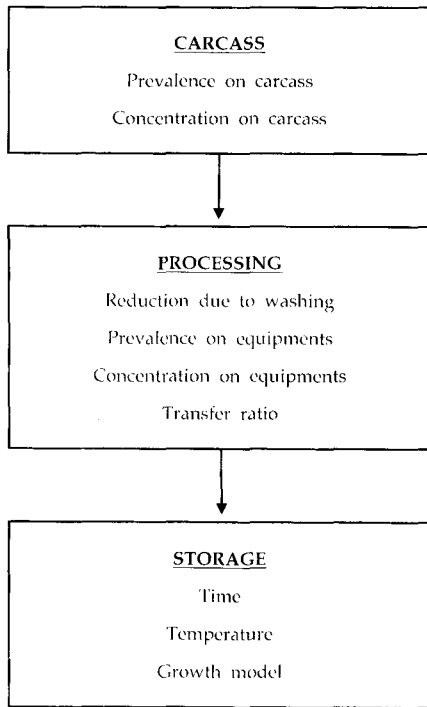 CARCASS
Prevalence on carcass
Concentration on carcass
PROCESSING
Reduction due to washing
Prevalence on equipments
Concentration on equipments
Transfer ratio
STORAGE
Time
Temperature
Growth model